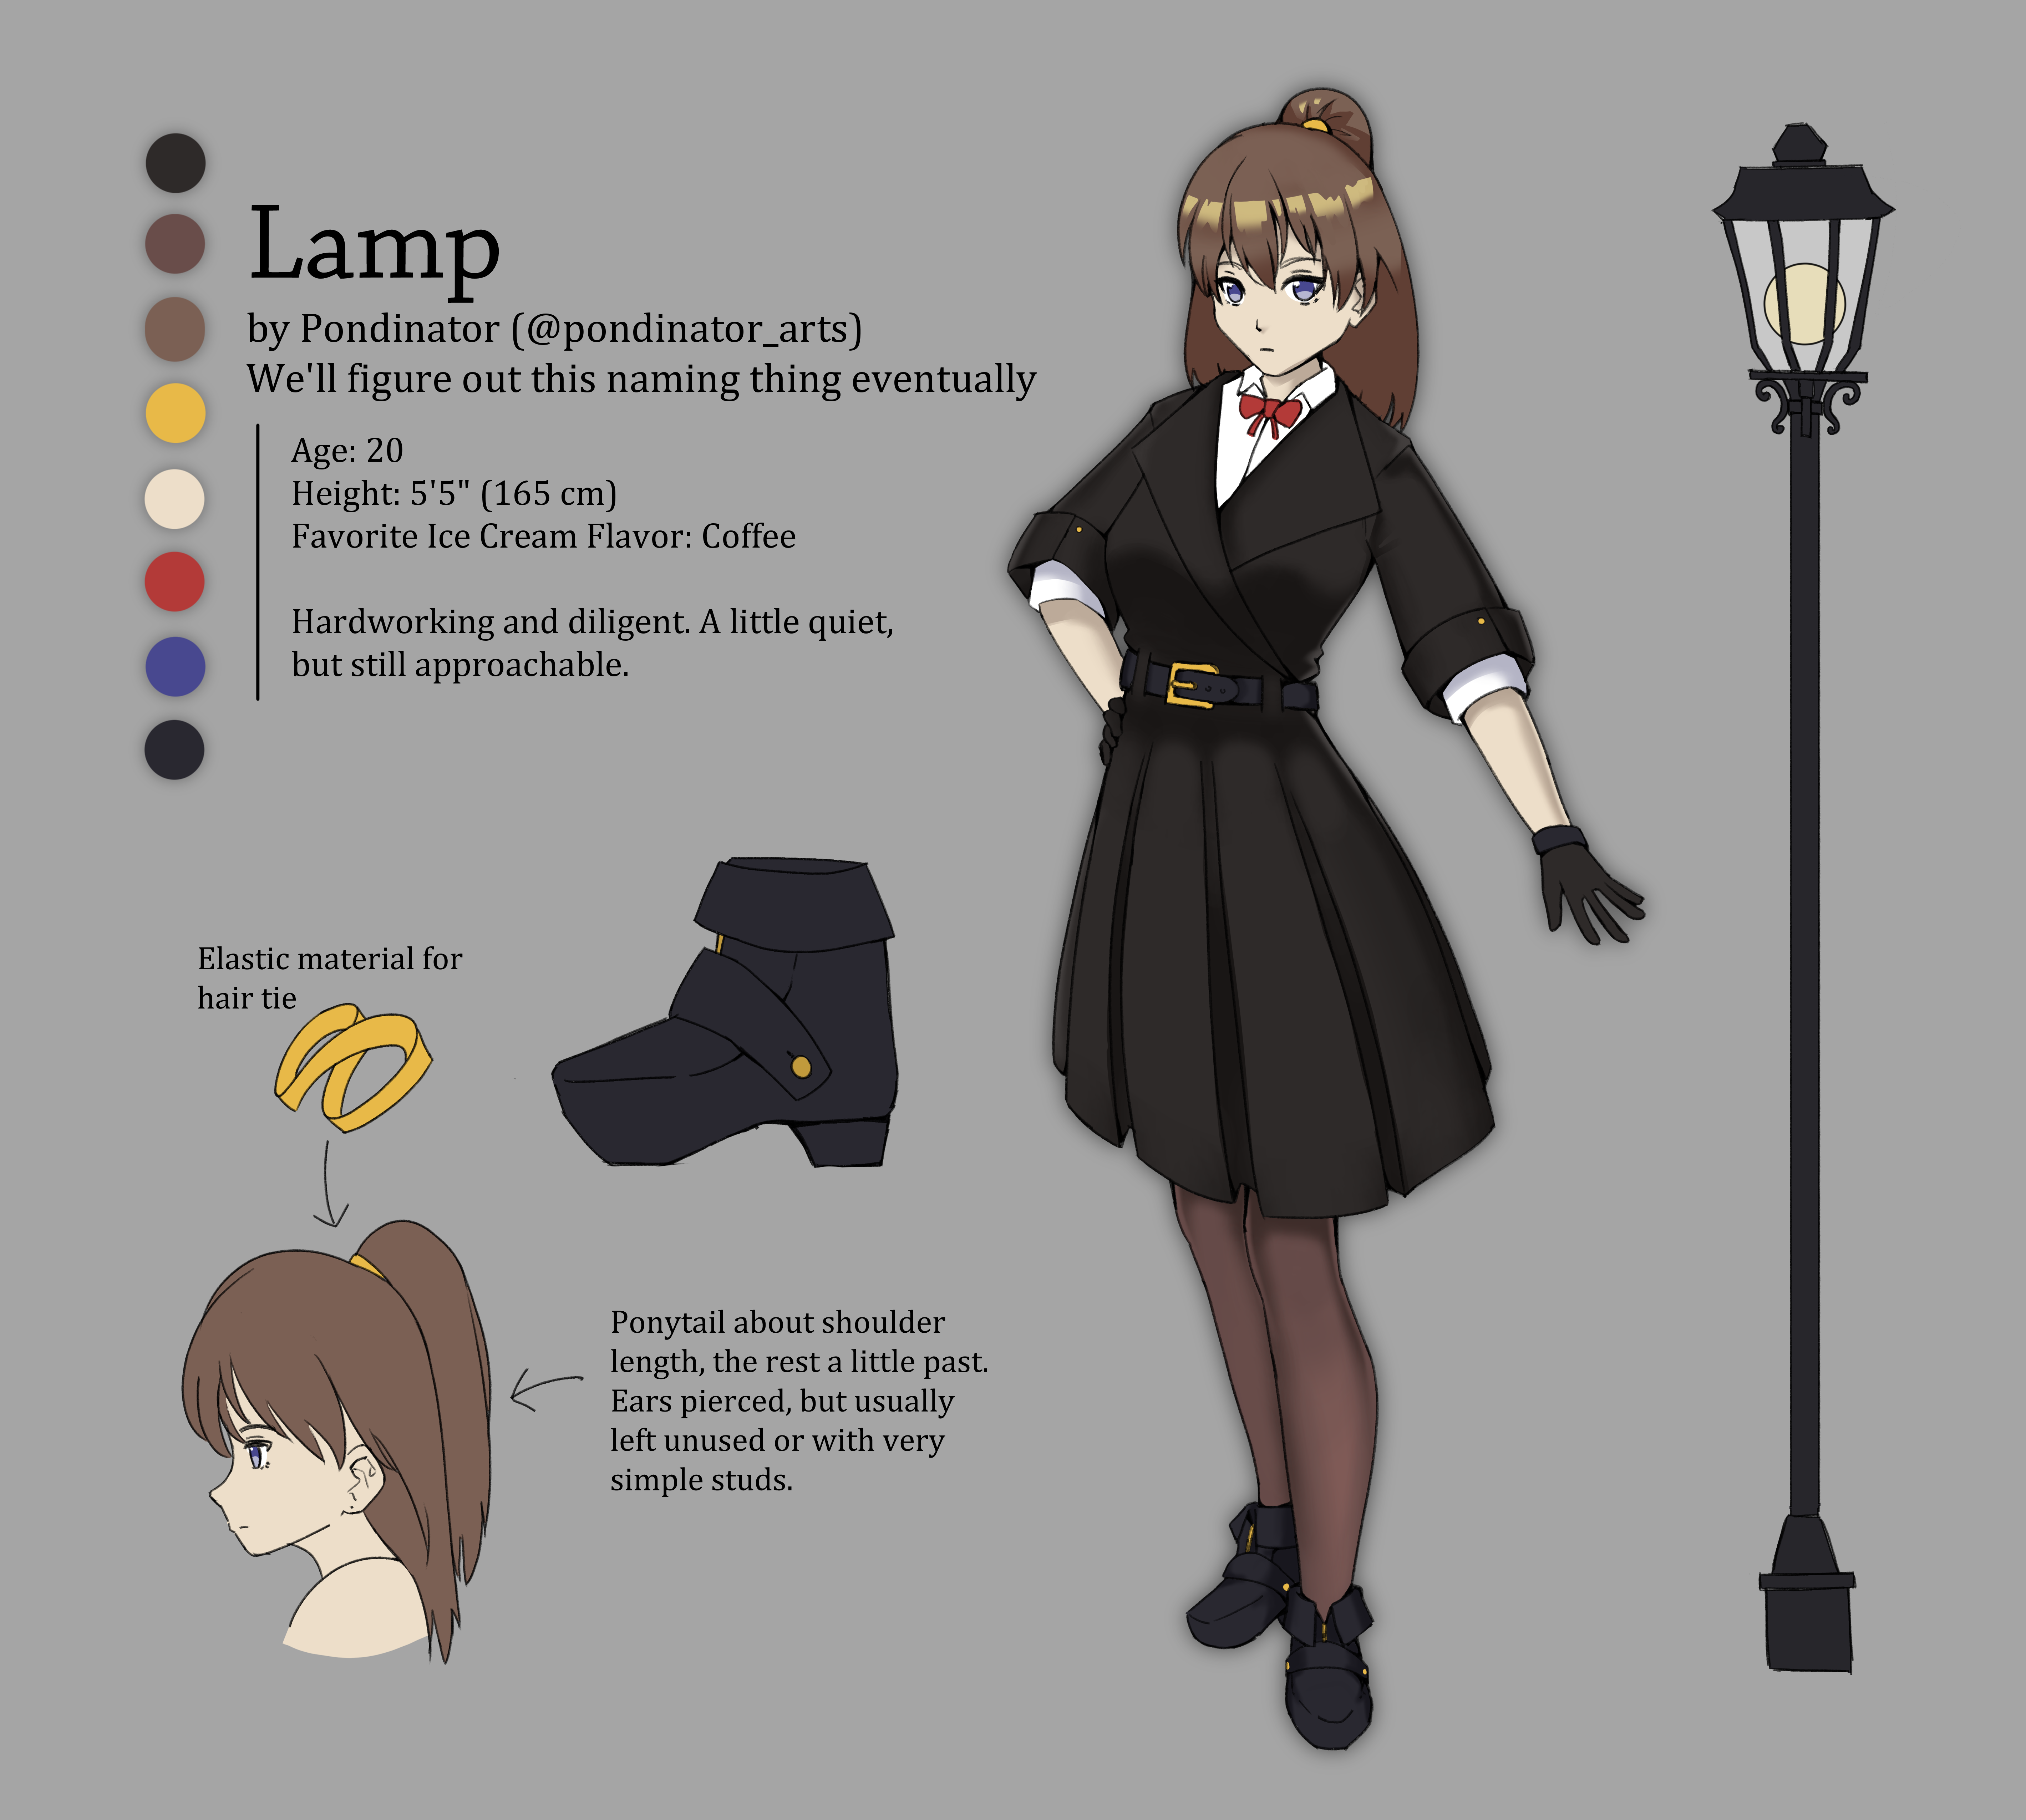 Lamp
by Pondinator (@pondinator_arts)
We'll figure out this naming thing eventually
Age: 20
Height: 5'5" (165 cm)
Favorite Ice Cream Flavor: Coffee
Hardworking and diligent. A little quiet,
but still approachable.
Elastic material for
hair tie
Ponytail about shoulder
length, the rest a little past.
Ears pierced, but usually
left unused or with very
simple studs.